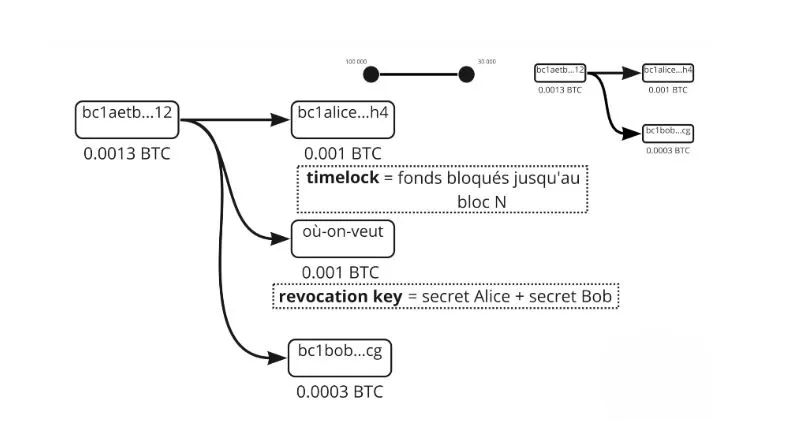 100 000
30 000
bc1aetb...12
bc1alice...h4
0.0013 BTC
0.001 BTC
bc1bob...cg
0.0003 BTC
bc1aetb...12
bc1alice...h4
0.0013 BTC
0.001 BTC
timelock = fonds bloqués jusqu'au
bloc N
où-on-veut
0.001 BTC
revocation key = secret Alice + secret Bob
bc1bob...cg
0.0003 BTC